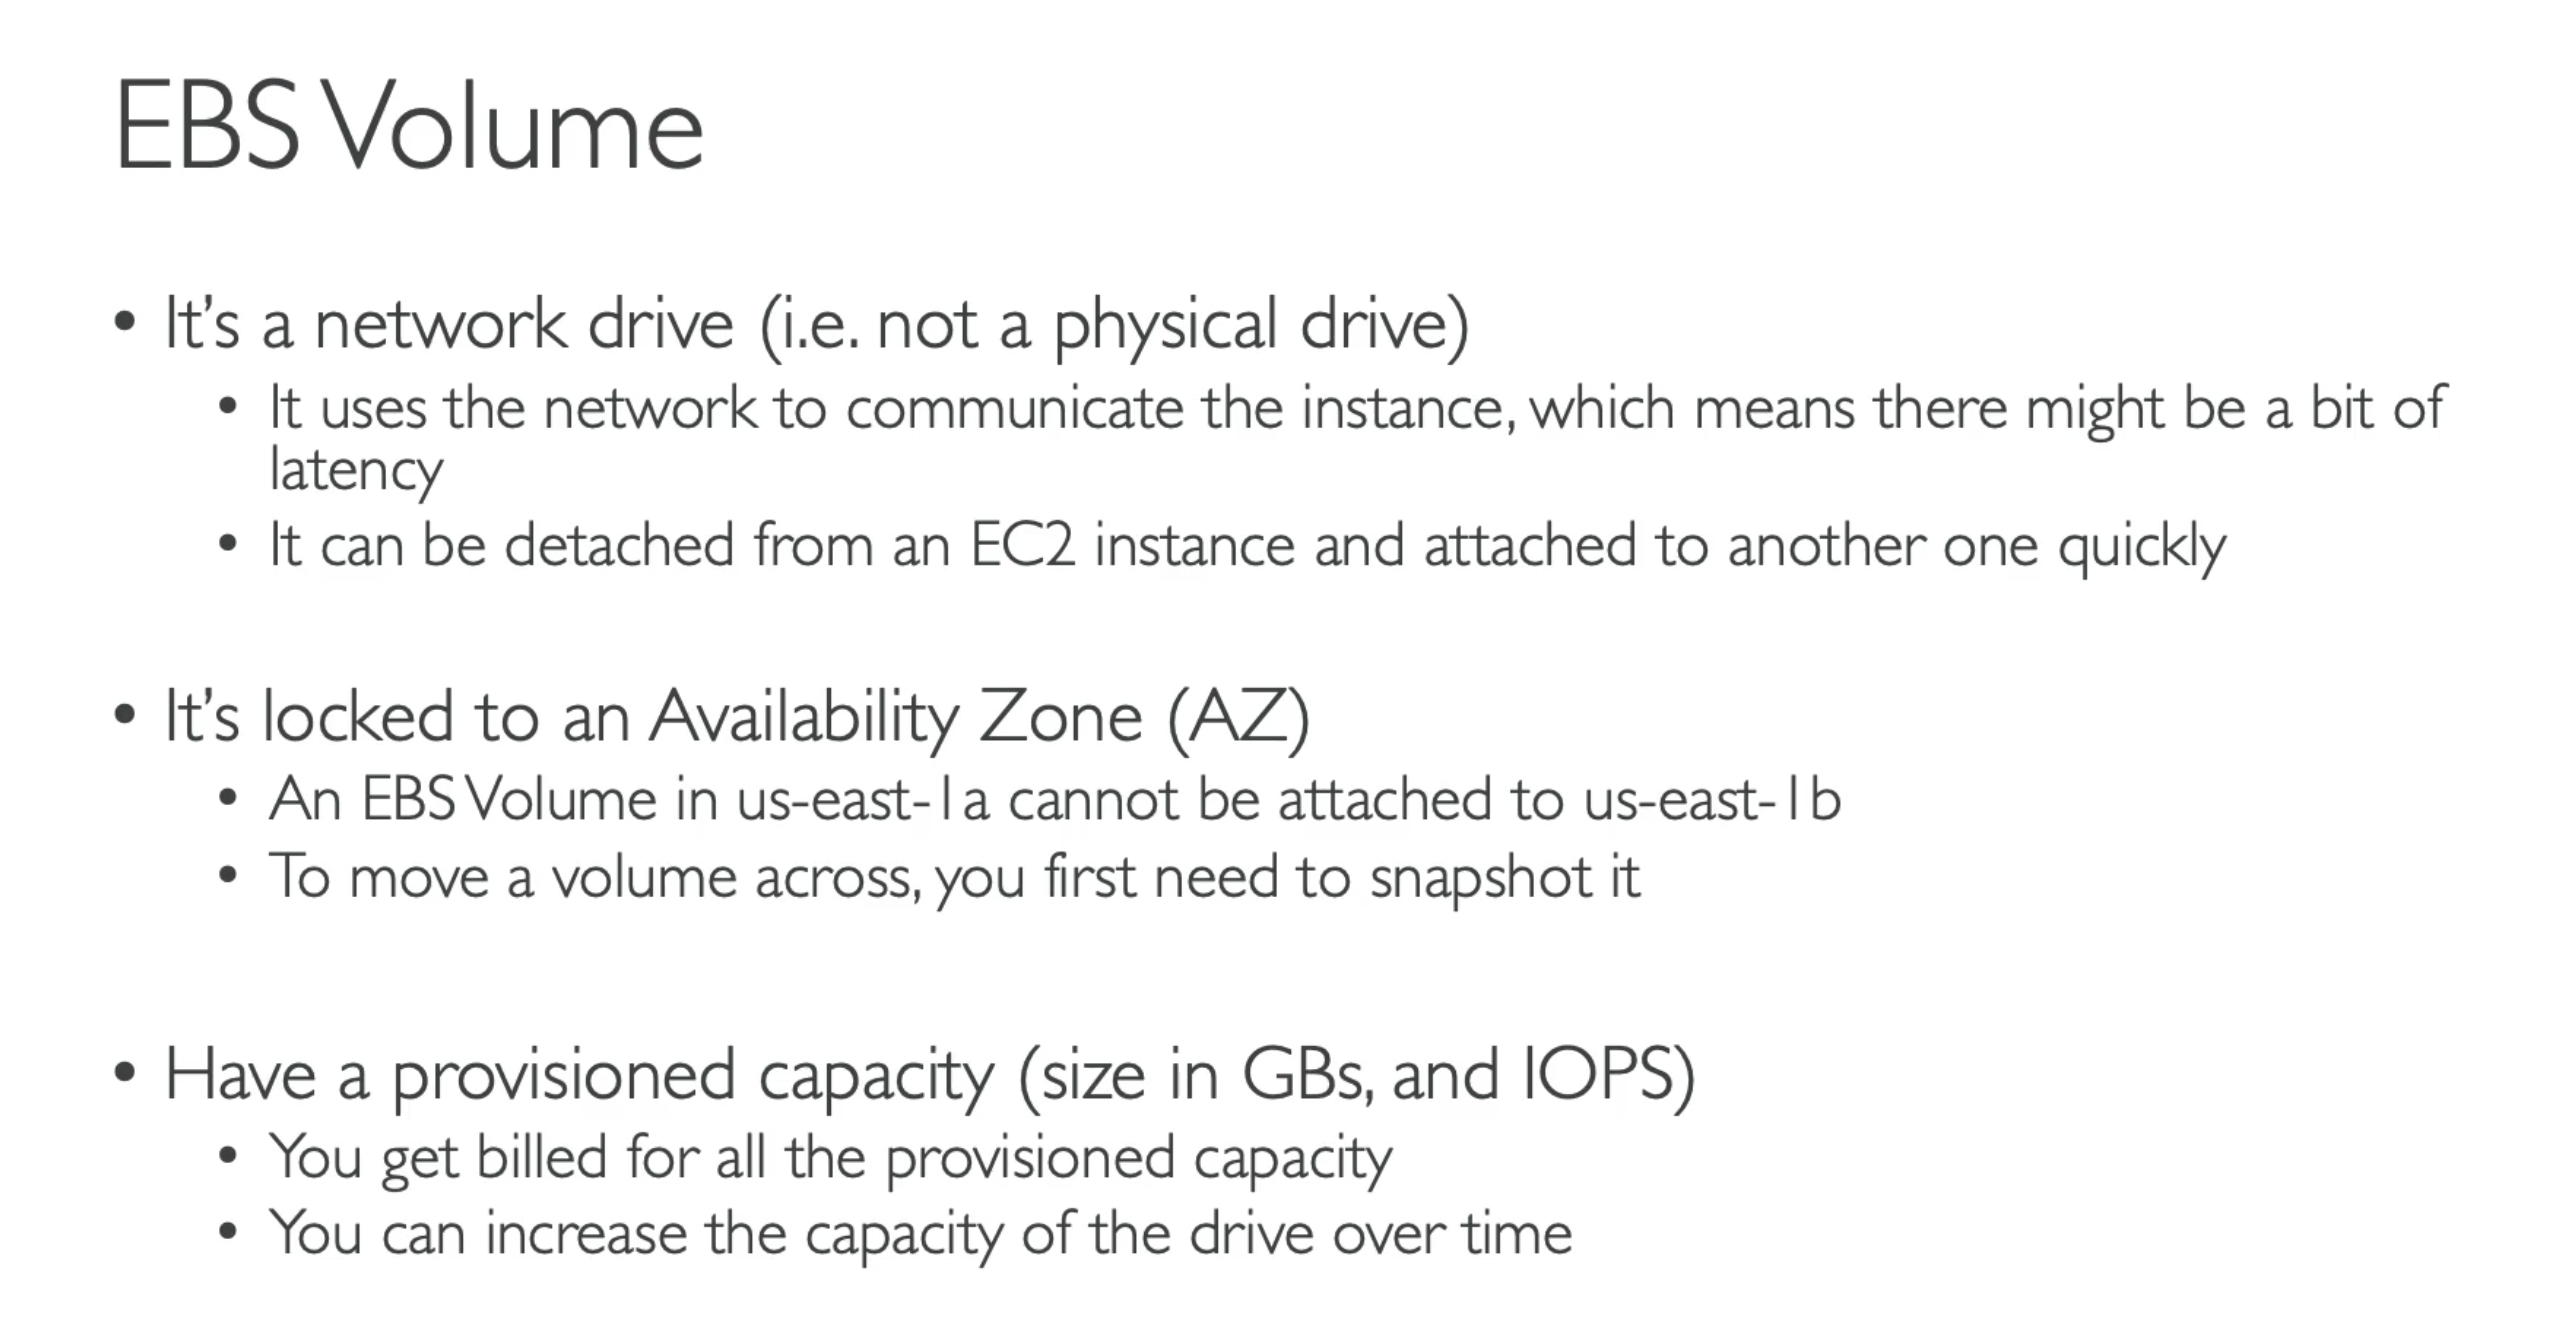 EBS Volume
• It’s a network drive (i.e. not a physical drive)
• It uses the network to communicate the instance, which means there might be a bit of
latency
• It can be detached from an EC2 instance and attached to another one quickly
• It’s locked to an Availability Zone (AZ)
• An EBS Volume in us-east-1a cannot be attached to us-east-1b
• To move a volume across, you first need to snapshot it
• Have a provisioned capacity (size in GBs, and IOPS)
• You get billed for all the provisioned capacity
• You can increase the capacity of the drive over time